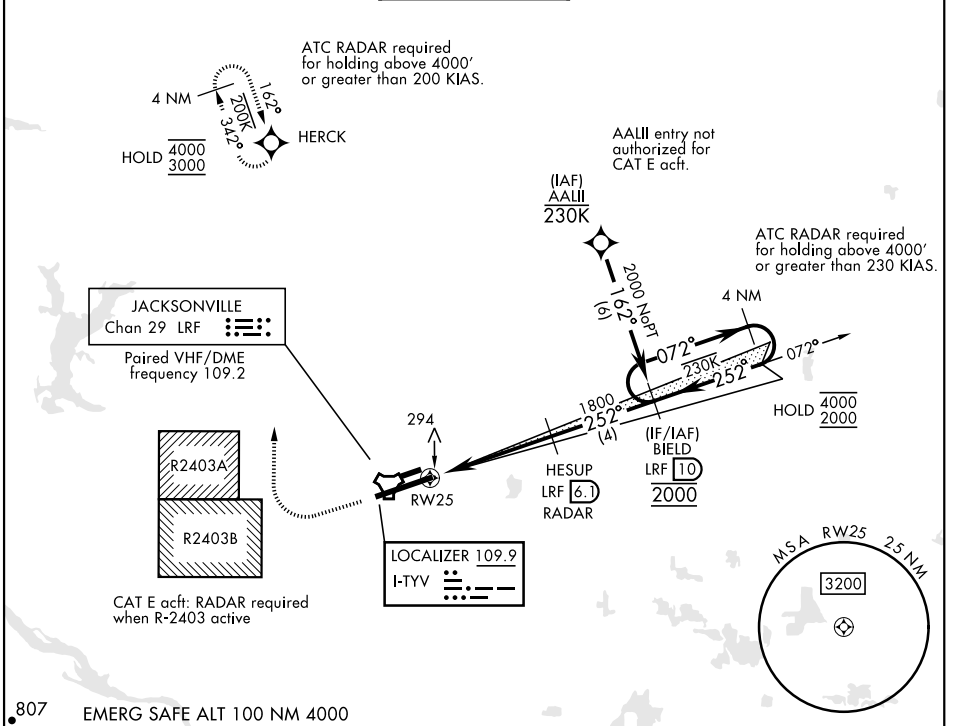 ATC RADAR required
for holding above 4000'
or greater than 200 KIAS.
4 NM
162°
200K
342°
HERCK
HOLD 4000
3000
AALII entry not
authorized for
CAT E acft.
(IAF)
AALII
230K
ATC RADAR required
for holding above 4000'
or greater than 230 KIAS.
2000 NoPT
162°
(6)
4 NM
072°
230K
252°
072°
JACKSONVILLE
Chan 29 LRF
Paired VHF/DME
frequency 109.2
HOLD 4000
2000
1800
252°
(4)
(IF/IAF)
BIELD
LRF 10
2000
294
HESUP
LRF 6.1
RADAR
RW25
R2403A
R2403B
LOCALIZER 109.9
I-TYV
CAT E acft: RADAR required
when R-2403 active
MSA RW25 25 NM
3200
807
EMERG SAFE ALT 100 NM 4000